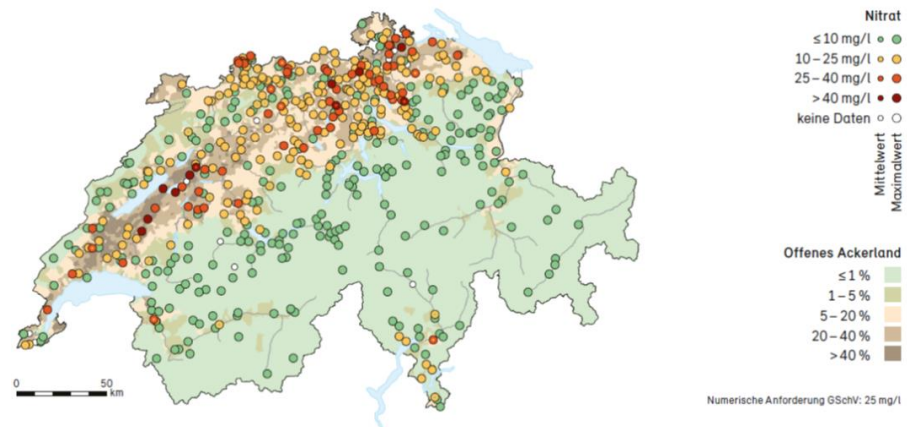 Nitrat
≤ 10 mg/l
10 – 25 mg/l
25 – 40 mg/l
> 40 mg/l
keine Daten
Mittelwert
Maximalwert
Offenes Ackerland
≤ 1 %
1 – 5 %
5 – 20 %
20 – 40 %
> 40 %
0 50
km
Numerische Anforderung GSchV: 25 mg/l